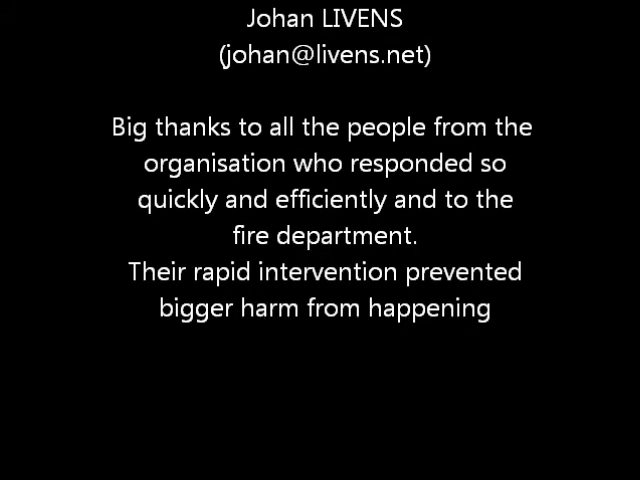 Johan LIVENS
(johan@livens.net)
Big thanks to all the people from the
organisation who responded so
quickly and efficiently and to the
fire department.
Their rapid intervention prevented
bigger harm from happening